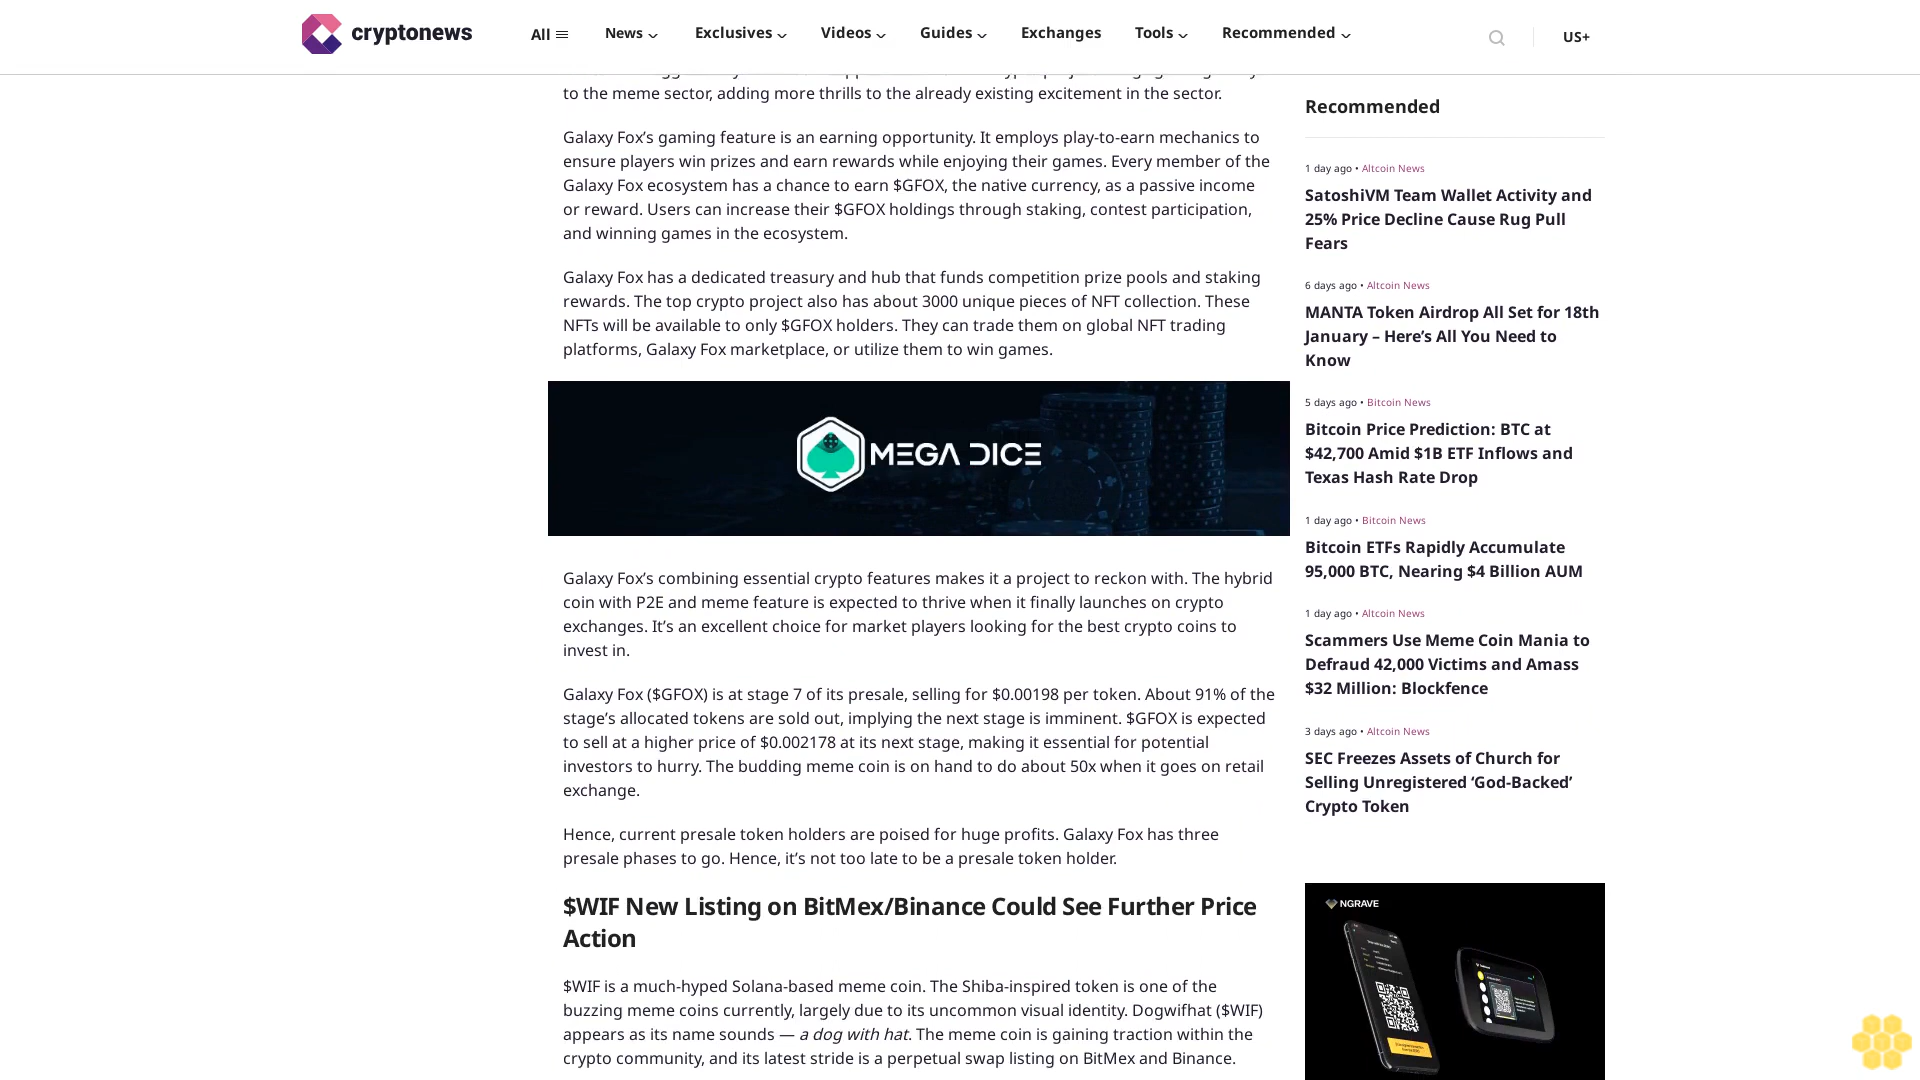 cryptonews
All
News
Exclusives
Videos
Guides
Exchanges
Tools
Recommended
US+
to the meme sector, adding more thrills to the already existing excitement in the sector.
Galaxy Fox’s gaming feature is an earning opportunity. It employs play-to-earn mechanics to
ensure players win prizes and earn rewards while enjoying their games. Every member of the
Galaxy Fox ecosystem has a chance to earn $GFOX, the native currency, as a passive income
or reward. Users can increase their $GFOX holdings through staking, contest participation,
and winning games in the ecosystem.
Galaxy Fox has a dedicated treasury and hub that funds competition prize pools and staking
rewards. The top crypto project also has about 3000 unique pieces of NFT collection. These
NFTs will be available to only $GFOX holders. They can trade them on global NFT trading
platforms, Galaxy Fox marketplace, or utilize them to win games.
MEGA DICE
Galaxy Fox’s combining essential crypto features makes it a project to reckon with. The hybrid
coin with P2E and meme feature is expected to thrive when it finally launches on crypto
exchanges. It’s an excellent choice for market players looking for the best crypto coins to
invest in.
Galaxy Fox ($GFOX) is at stage 7 of its presale, selling for $0.00198 per token. About 91% of the
stage’s allocated tokens are sold out, implying the next stage is imminent. $GFOX is expected
to sell at a higher price of $0.002178 at its next stage, making it essential for potential
investors to hurry. The budding meme coin is on hand to do about 50x when it goes on retail
exchange.
Hence, current presale token holders are poised for huge profits. Galaxy Fox has three
presale phases to go. Hence, it’s not too late to be a presale token holder.
$WIF New Listing on BitMex/Binance Could See Further Price
Action
$WIF is a much-hyped Solana-based meme coin. The Shiba-inspired token is one of the
buzzing meme coins currently, largely due to its uncommon visual identity. Dogwifhat ($WIF)
appears as its name sounds — a dog with hat. The meme coin is gaining traction within the
crypto community, and its latest stride is a perpetual swap listing on BitMex and Binance.
Recommended
1 day ago • Altcoin News
SatoshiVM Team Wallet Activity and
25% Price Decline Cause Rug Pull
Fears
6 days ago • Altcoin News
MANTA Token Airdrop All Set for 18th
January – Here’s All You Need to
Know
5 days ago • Bitcoin News
Bitcoin Price Prediction: BTC at
$42,700 Amid $1B ETF Inflows and
Texas Hash Rate Drop
1 day ago • Bitcoin News
Bitcoin ETFs Rapidly Accumulate
95,000 BTC, Nearing $4 Billion AUM
1 day ago • Altcoin News
Scammers Use Meme Coin Mania to
Defraud 42,000 Victims and Amass
$32 Million: Blockfence
3 days ago • Altcoin News
SEC Freezes Assets of Church for
Selling Unregistered ‘God-Backed’
Crypto Token
NGRAVE